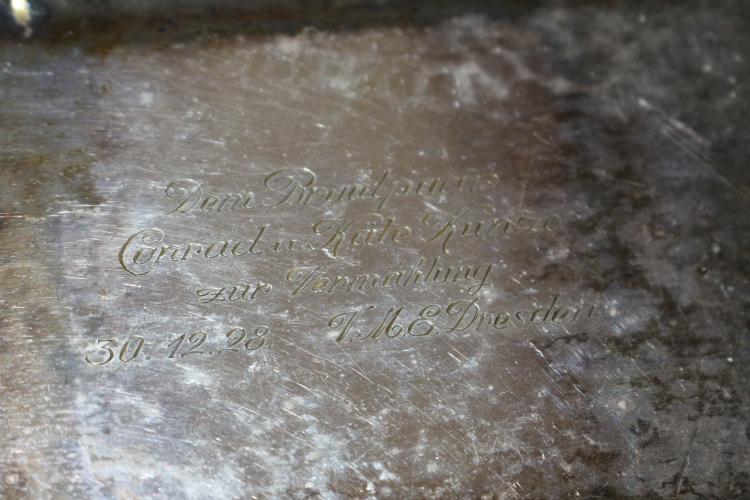 Dem Brautpaare
Conrad u. Käte Kunze
zur Vermählung
30.12.28. V.M.E Dresden